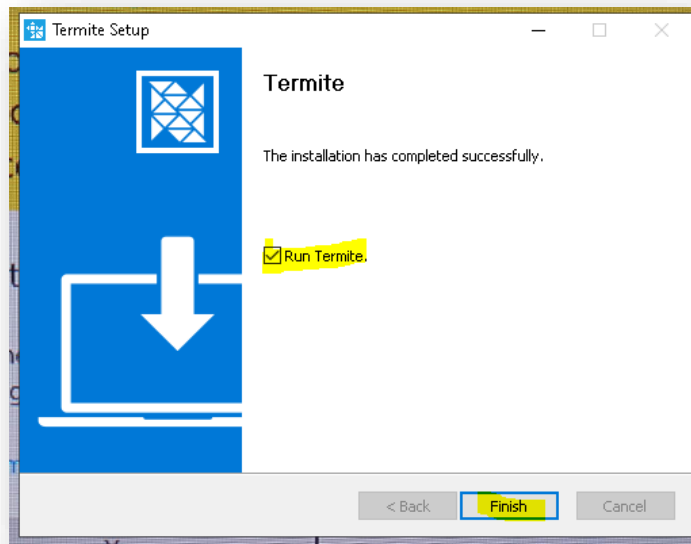 Termite Setup
Termite
The installation has completed successfully.
Run Termite.
< Back
Finish
Cancel